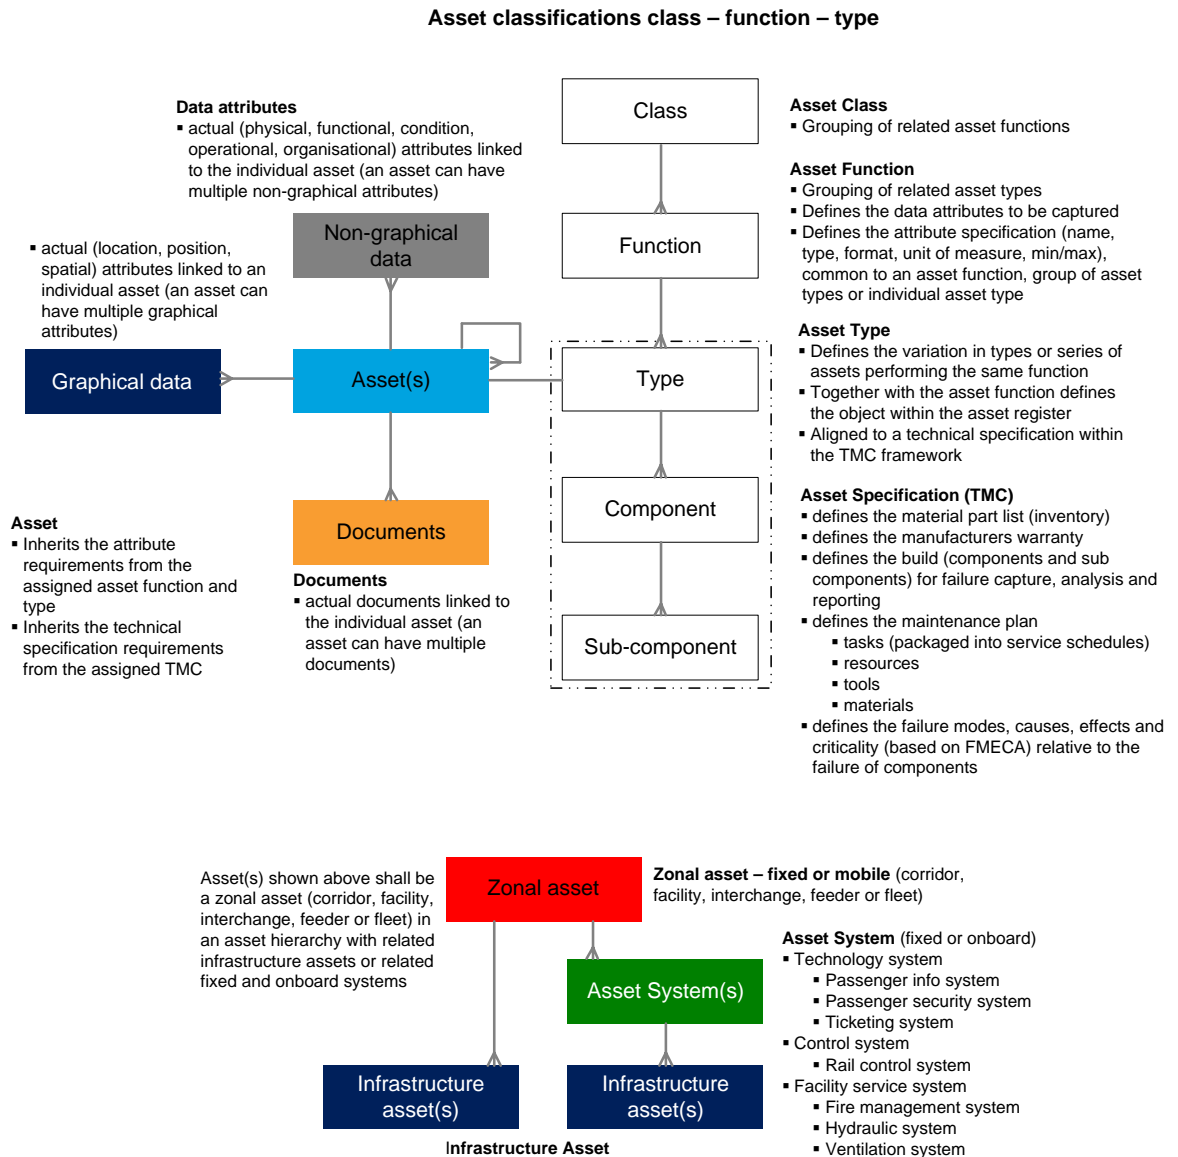 Asset classifications class – function – type
Data attributes
▪ actual (physical, functional, condition,
operational, organisational) attributes linked
to the individual asset (an asset can have
multiple non-graphical attributes)
Class
Asset Class
▪ Grouping of related asset functions
Asset Function
▪ Grouping of related asset types
▪ Defines the data attributes to be captured
▪ Defines the attribute specification (name,
type, format, unit of measure, min/max),
common to an asset function, group of asset
types or individual asset type
Non-graphical
data
Function
▪ actual (location, position,
spatial) attributes linked to an
individual asset (an asset can
have multiple graphical
attributes)
Graphical data
Asset(s)
Type
Asset Type
▪ Defines the variation in types or series of
assets performing the same function
▪ Together with the asset function defines
the object within the asset register
▪ Aligned to a technical specification within
the TMC framework
Component
Asset Specification (TMC)
▪ defines the material part list (inventory)
▪ defines the manufacturers warranty
▪ defines the build (components and sub
components) for failure capture, analysis and
reporting
▪ defines the maintenance plan
▪ tasks (packaged into service schedules)
▪ resources
▪ tools
▪ materials
▪ defines the failure modes, causes, effects and
criticality (based on FMECA) relative to the
failure of components
Asset
▪ Inherits the attribute
requirements from the
assigned asset function and
type
▪ Inherits the technical
specification requirements
from the assigned TMC
Documents
Documents
▪ actual documents linked to
the individual asset (an
asset can have multiple
documents)
Sub-component
Asset(s) shown above shall be
a zonal asset (corridor, facility,
interchange, feeder or fleet) in
an asset hierarchy with related
infrastructure assets or related
fixed and onboard systems
Zonal asset
Zonal asset – fixed or mobile (corridor,
facility, interchange, feeder or fleet)
Asset System(s)
Asset System (fixed or onboard)
▪ Technology system
▪ Passenger info system
▪ Passenger security system
▪ Ticketing system
▪ Control system
▪ Rail control system
▪ Facility service system
▪ Fire management system
▪ Hydraulic system
▪ Ventilation system
Infrastructure
asset(s)
Infrastructure
asset(s)
Infrastructure Asset